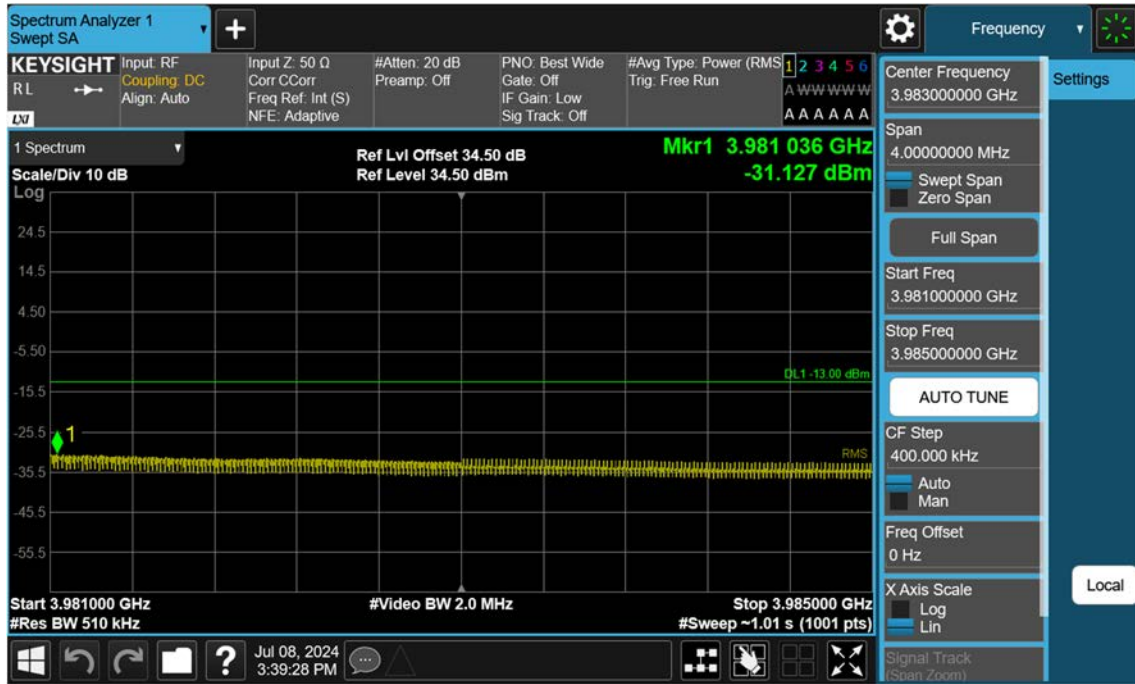 Spectrum Analyzer 1
Swept SA
+
Frequency
KEYSIGHT
R L
LXI
Input: RF
Coupling: DC
Align: Auto
Input Z: 50 Ω
Corr CCorr
Freq Ref: Int (S)
NFE: Adaptive
#Atten: 20 dB
Preamp: Off
PNO: Best Wide
Gate: Off
IF Gain: Low
Sig Track: Off
#Avg Type: Power (RMS
Trig: Free Run
1 2 3 4 5 6
A W W W W W
A A A A A A
1 Spectrum
Scale/Div 10 dB
Log
Ref Lvl Offset 34.50 dB
Ref Level 34.50 dBm
Mkr1 3.981 036 GHz
-31.127 dBm
24.5
14.5
4.50
-5.50
-15.5
-25.5
-35.5
-45.5
-55.5
DL1 -13.00 dBm
1
RMS
Start 3.981000 GHz
#Res BW 510 kHz
#Video BW 2.0 MHz
Stop 3.985000 GHz
#Sweep ~1.01 s (1001 pts)
Center Frequency
3.983000000 GHz
Span
4.00000000 MHz
Swept Span
Zero Span
Full Span
Start Freq
3.981000000 GHz
Stop Freq
3.985000000 GHz
AUTO TUNE
CF Step
400.000 kHz
Auto
Man
Freq Offset
0 Hz
X Axis Scale
Log
Lin
Signal Track
(Span Zoom)
Settings
Local
?
Jul 08, 2024
3:39:28 PM